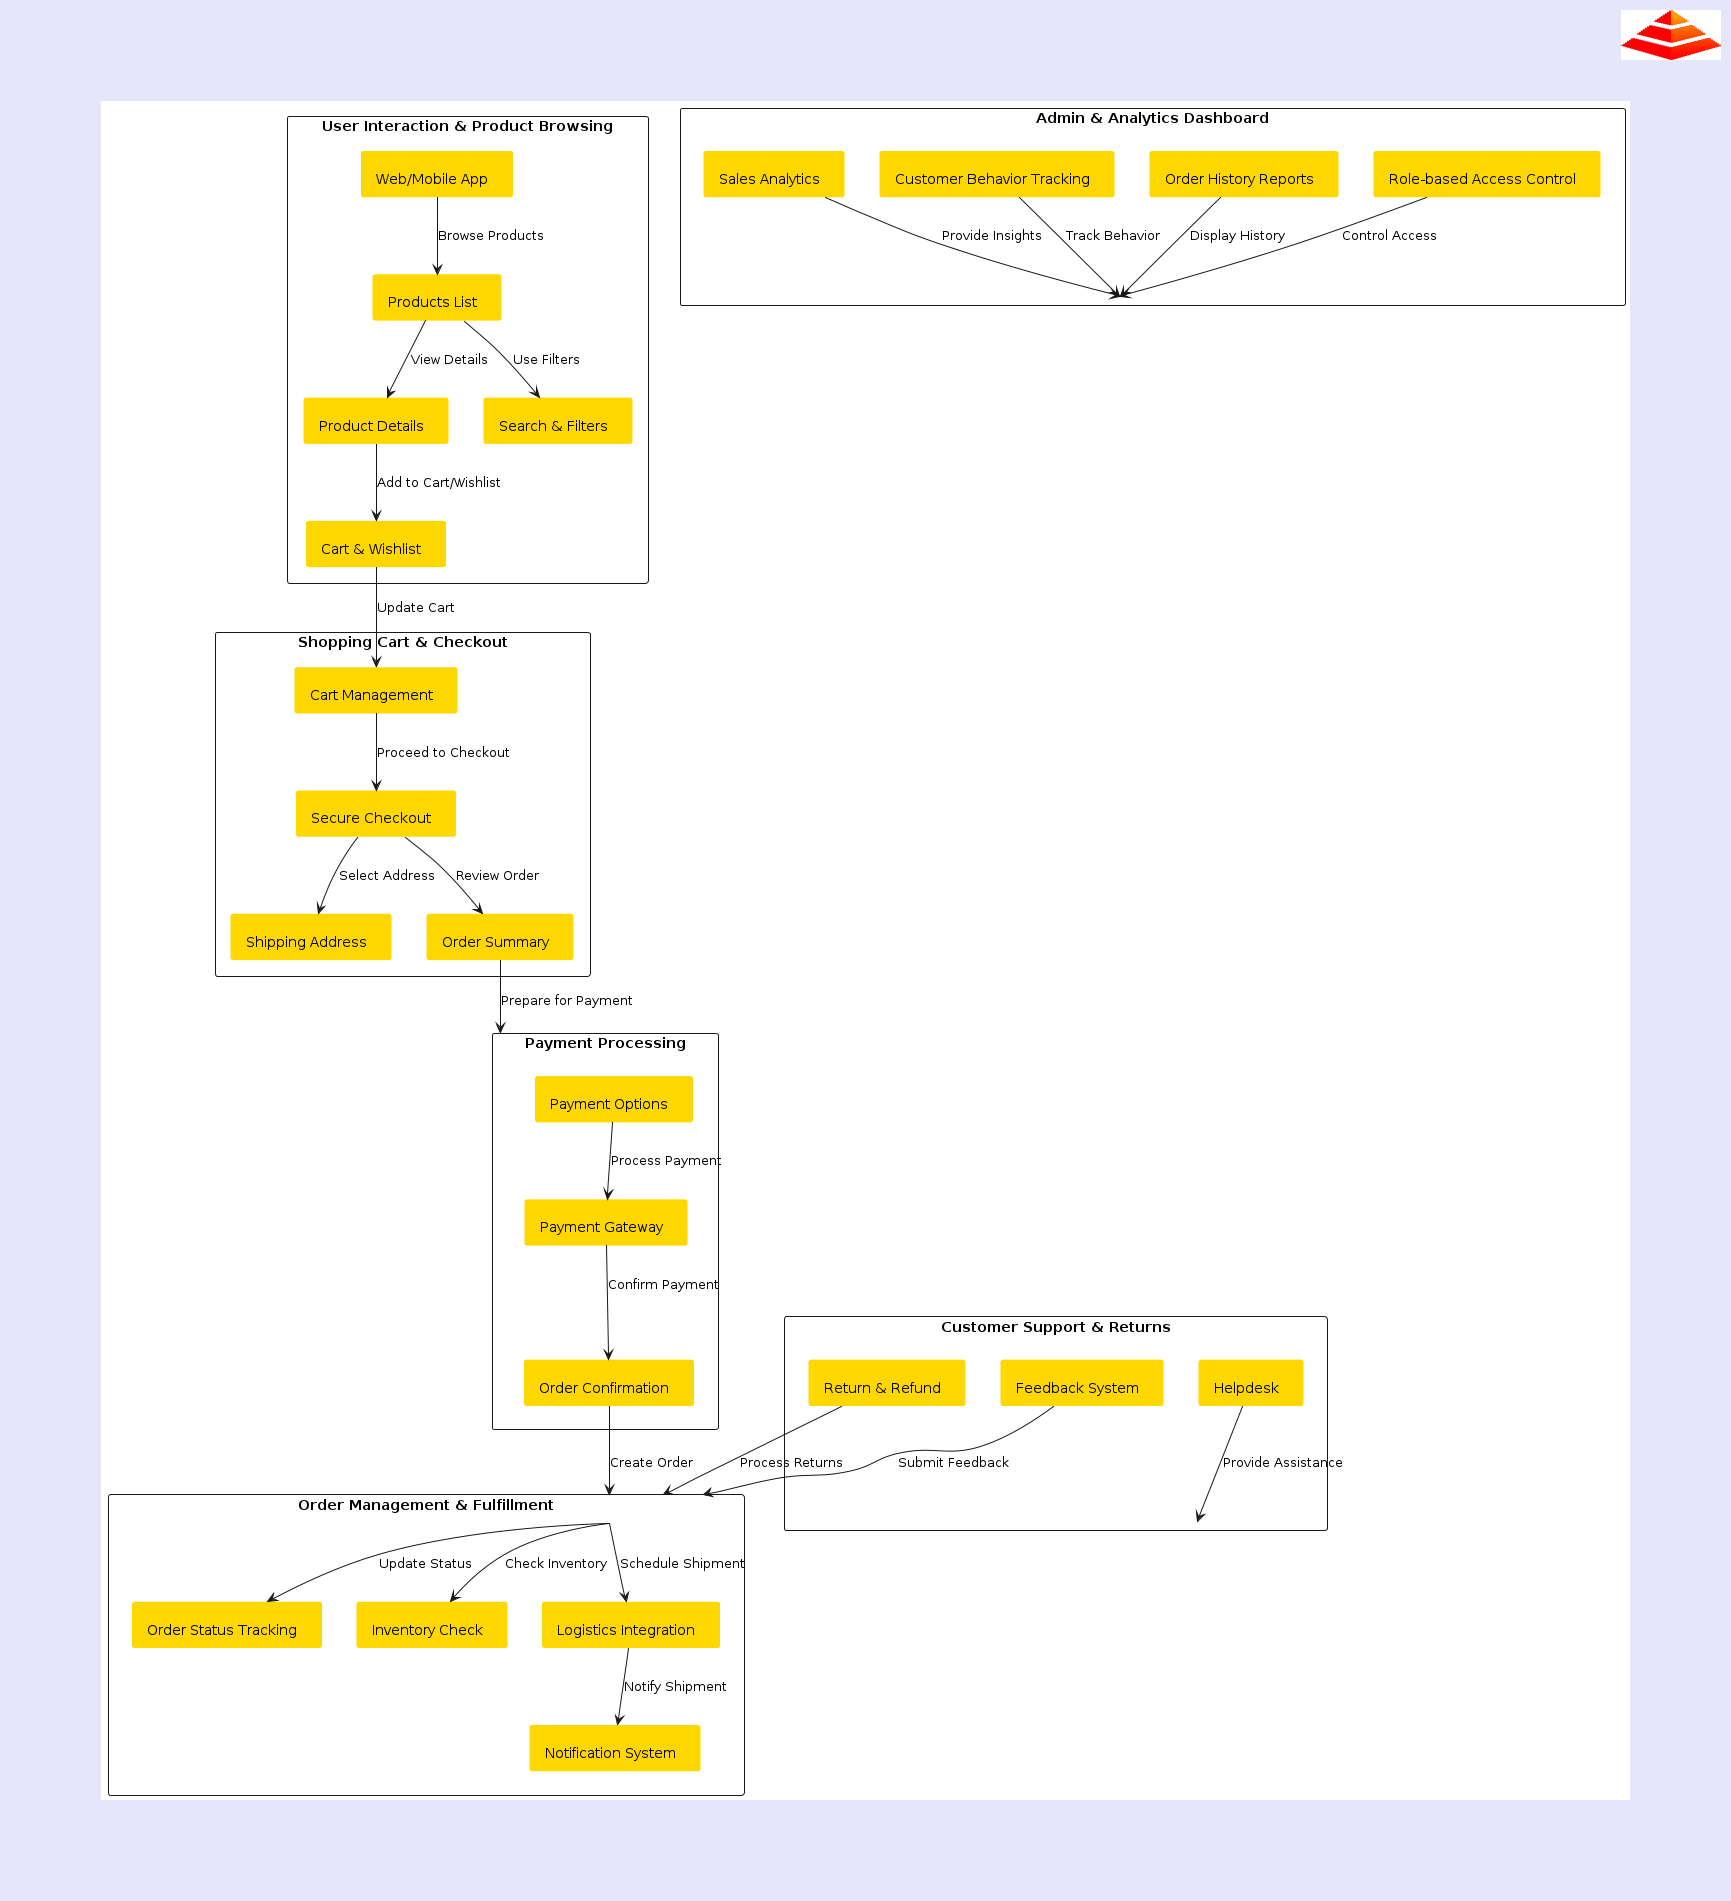 User Interaction & Product Browsing
Web/Mobile App
Browse Products
Products List
View Details
Use Filters
Product Details
Search & Filters
Add to Cart/Wishlist
Cart & Wishlist
Update Cart
Admin & Analytics Dashboard
Sales Analytics
Customer Behavior Tracking
Order History Reports
Role-based Access Control
Provide Insights
Track Behavior
Display History
Control Access
Shopping Cart & Checkout
Cart Management
Proceed to Checkout
Secure Checkout
Select Address
Review Order
Shipping Address
Order Summary
Prepare for Payment
Payment Processing
Payment Options
Process Payment
Payment Gateway
Confirm Payment
Order Confirmation
Create Order
Customer Support & Returns
Return & Refund
Feedback System
Helpdesk
Process Returns
Submit Feedback
Provide Assistance
Order Management & Fulfillment
Update Status
Check Inventory
Schedule Shipment
Order Status Tracking
Inventory Check
Logistics Integration
Notify Shipment
Notification System